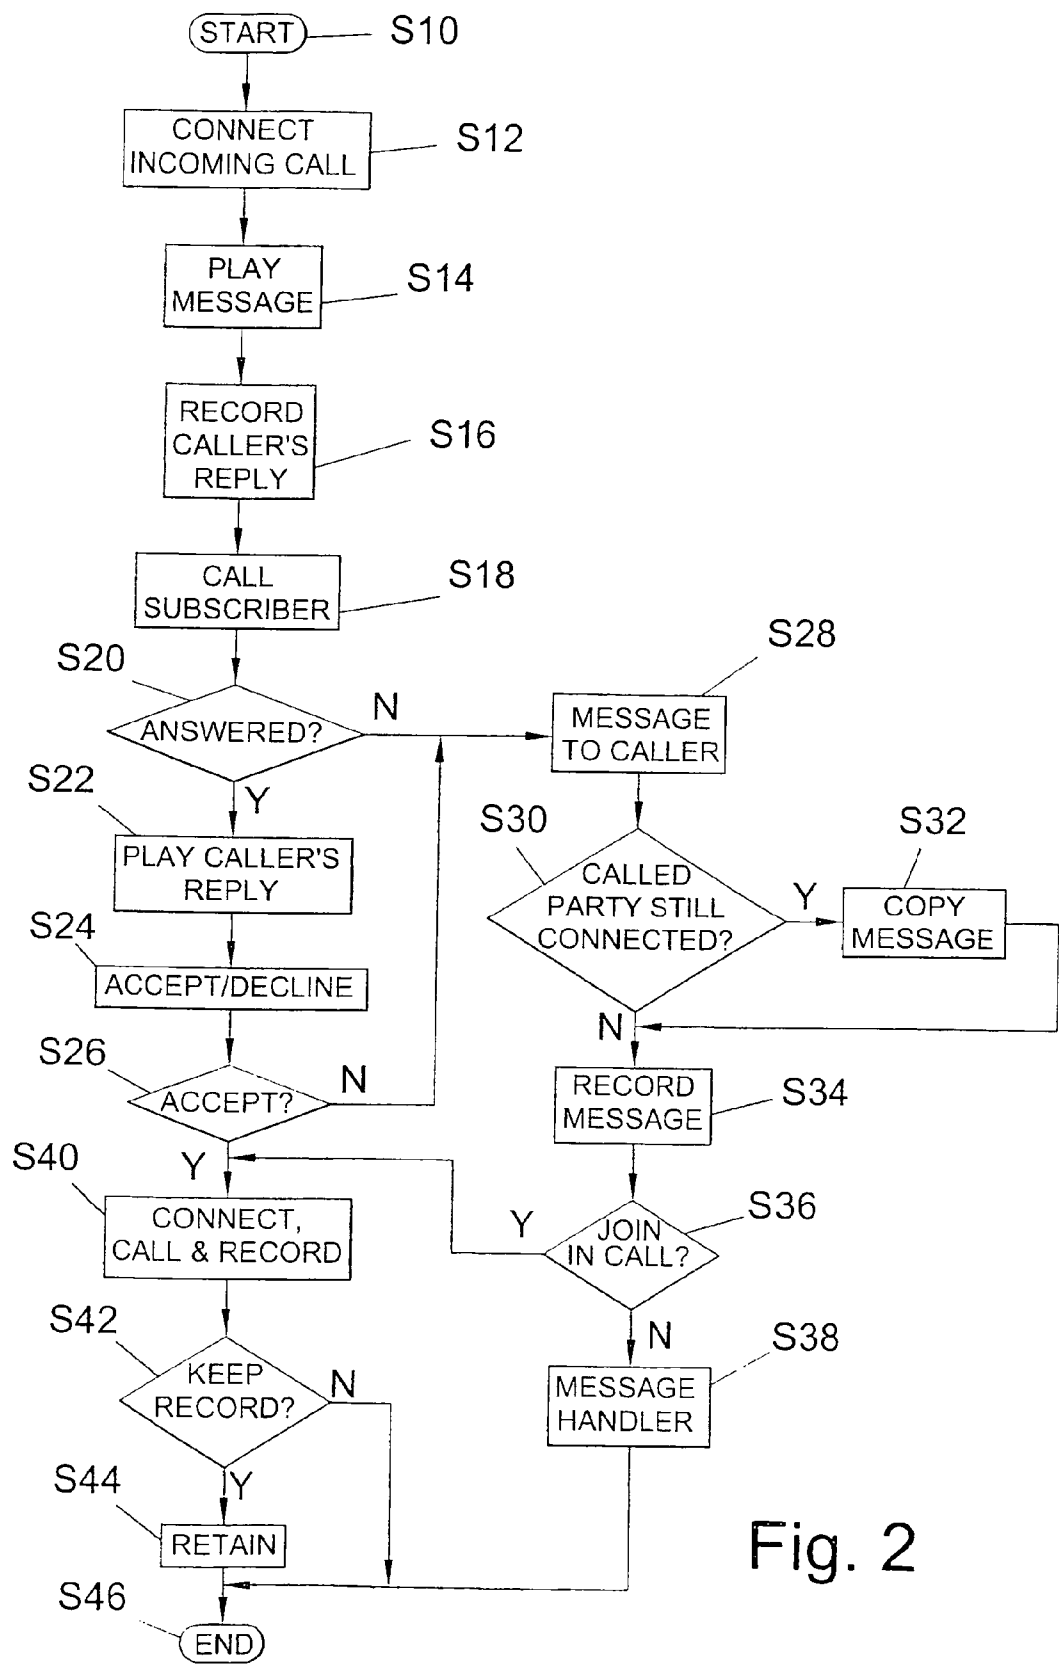 START
S10
CONNECT
INCOMING CALL
S12
PLAY
MESSAGE
S14
RECORD
CALLER'S
REPLY
S16
CALL
SUBSCRIBER
S18
S20
ANSWERED?
N
Y
S28
MESSAGE
TO CALLER
S22
PLAY CALLER'S
REPLY
S30
CALLED
PARTY STILL
CONNECTED?
Y
N
S32
COPY
MESSAGE
S24
ACCEPT/DECLINE
S26
ACCEPT?
N
Y
RECORD
MESSAGE
S34
S40
CONNECT,
CALL & RECORD
Y
JOIN
IN CALL?
S36
N
S42
KEEP
RECORD?
N
Y
MESSAGE
HANDLER
S38
S44
RETAIN
S46
END
Fig. 2